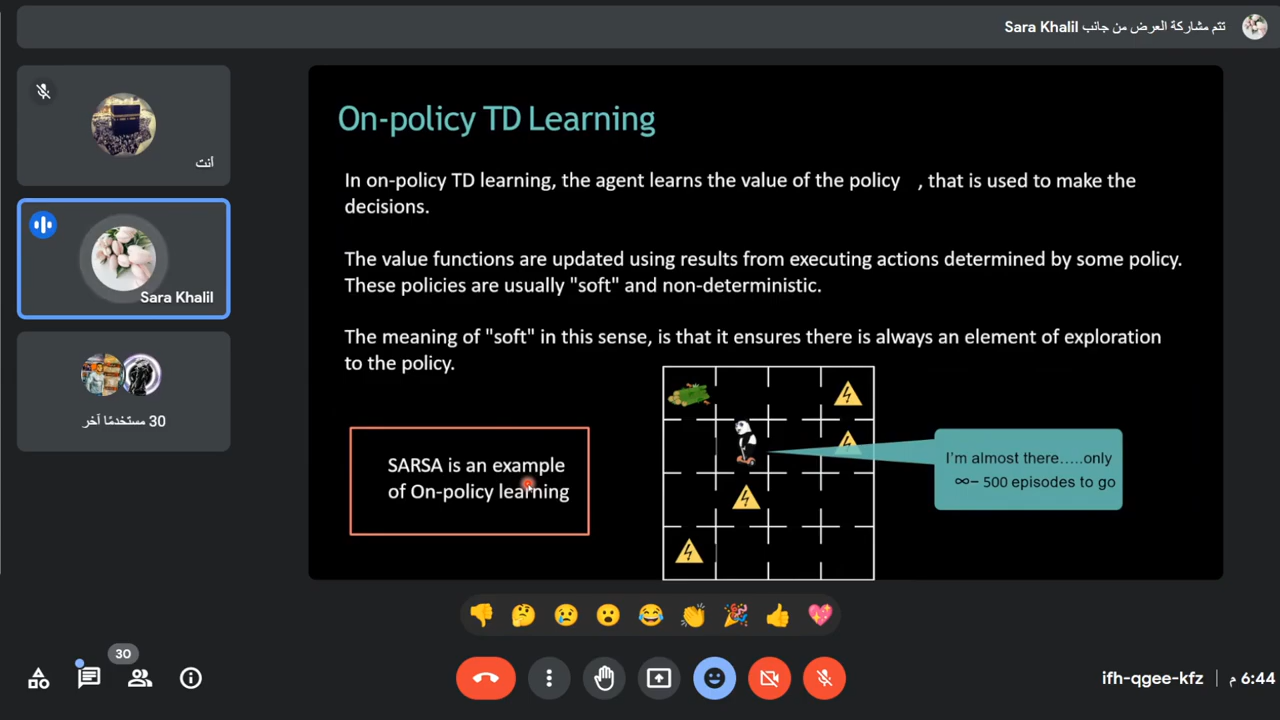 تتم مشاركة العرض من جانب Sara Khalil
أنت
Sara Khalil
30 مستخدمًا آخر
On-policy TD Learning
In on-policy TD learning, the agent learns the value of the policy , that is used to make the
decisions.
The value functions are updated using results from executing actions determined by some policy.
These policies are usually "soft" and non-deterministic.
The meaning of "soft" in this sense, is that it ensures there is always an element of exploration
to the policy.
SARSA is an example
of On-policy learning
I'm almost there.....only
∞– 500 episodes to go
30
ifh-qgee-kfz | 6:44 م